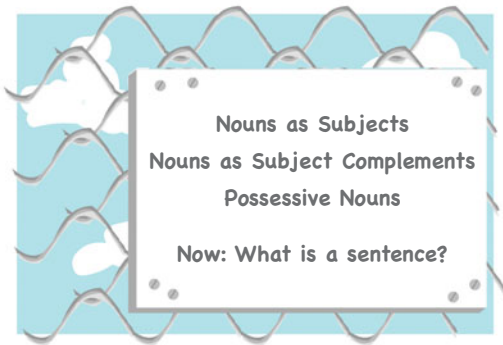 Nouns as Subjects
Nouns as Subject Complements
Possessive Nouns
Now: What is a sentence?